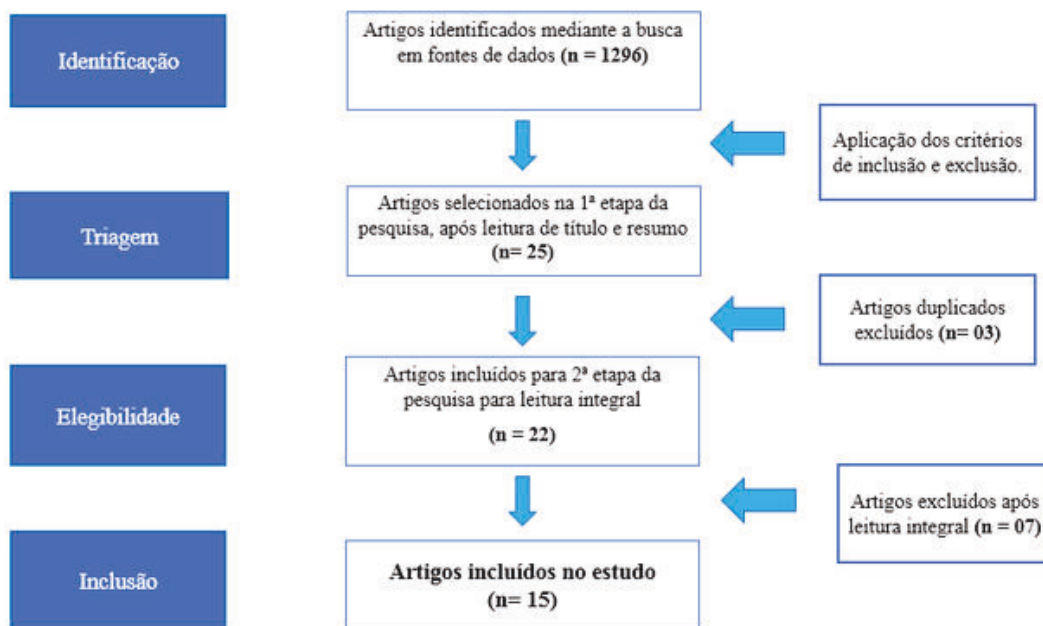 Identificação
Artigos identificados mediante a busca
em fontes de dados (n = 1296)
Aplicação dos critérios
de inclusão e exclusão.
Triagem
Artigos selecionados na 1ª etapa da
pesquisa, após leitura de título e resumo
(n= 25)
Artigos duplicados
excluídos (n= 03)
Elegibilidade
Artigos incluídos para 2ª etapa da
pesquisa para leitura integral
(n = 22)
Artigos excluídos após
leitura integral (n = 07)
Inclusão
Artigos incluídos no estudo
(n= 15)